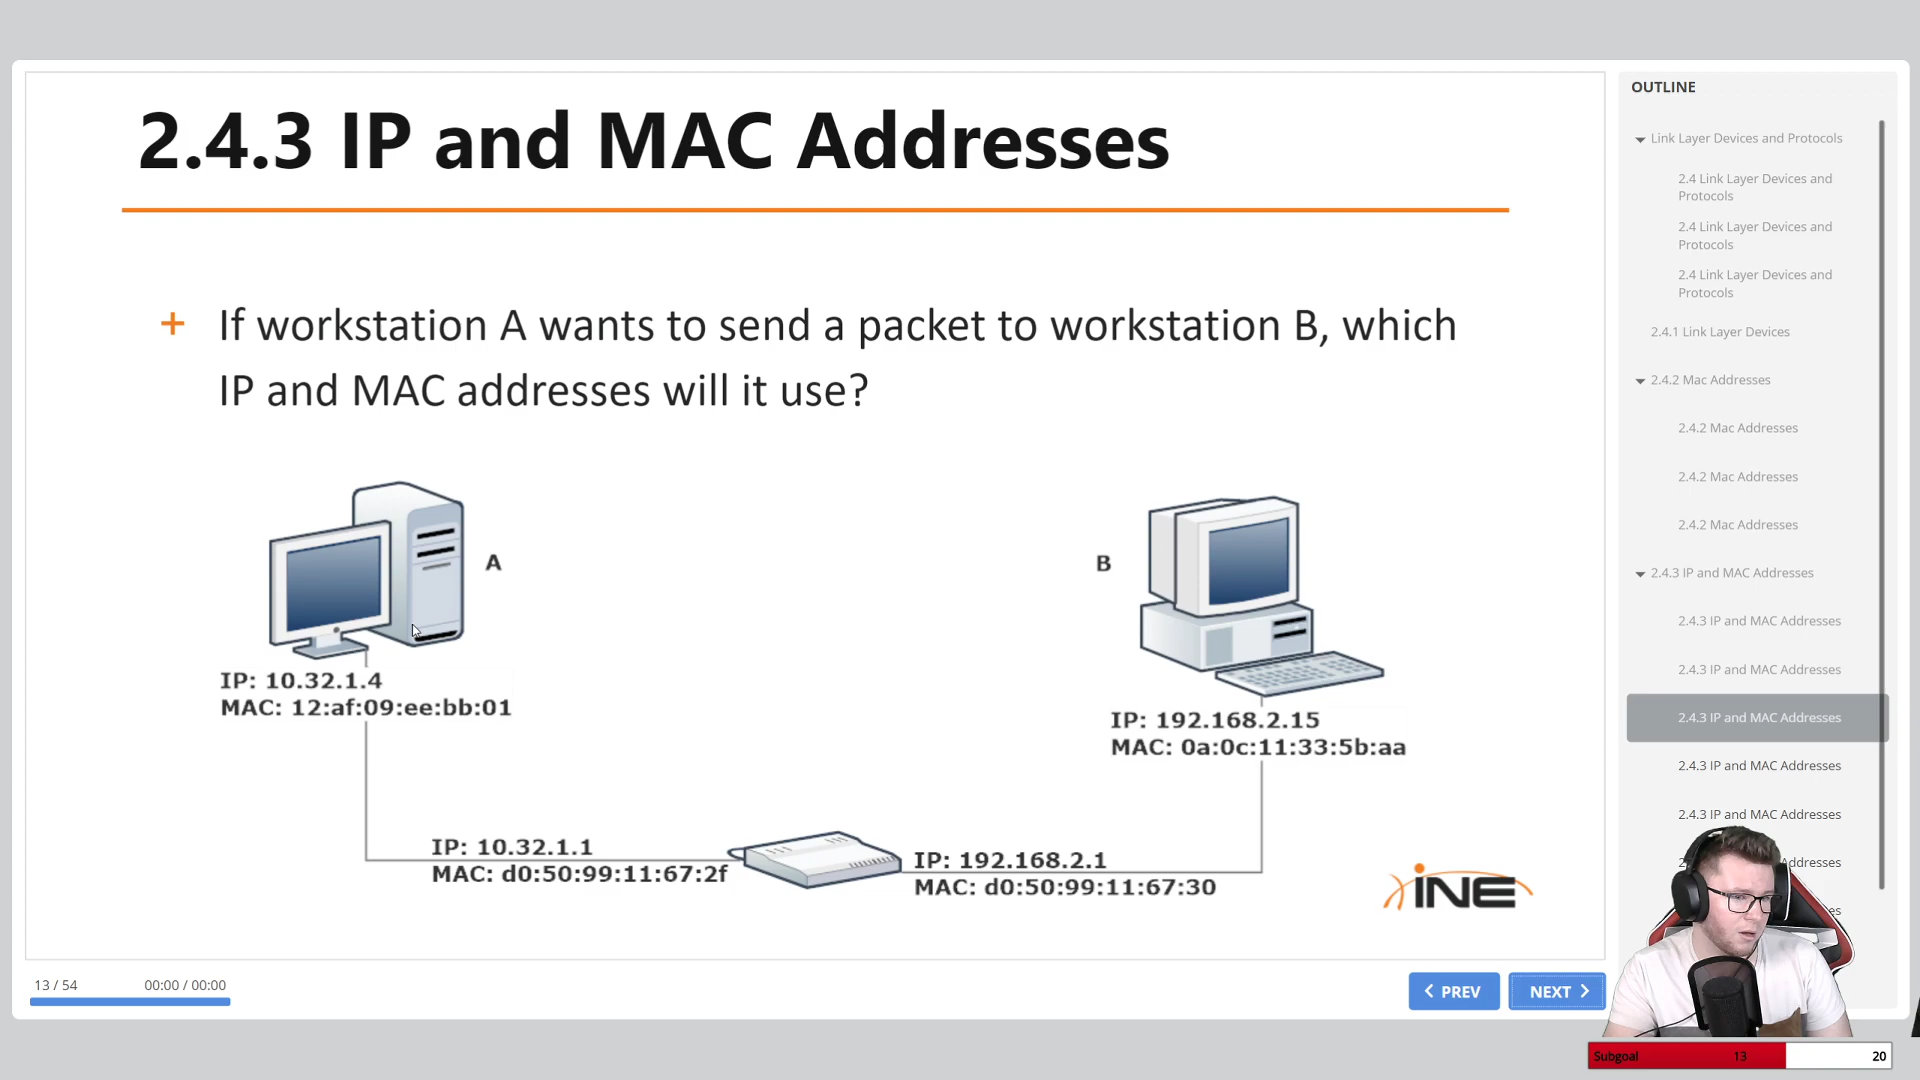 2.4.3 IP and MAC Addresses
+ If workstation A wants to send a packet to workstation B, which
IP and MAC addresses will it use?
A
B
IP: 10.32.1.4
MAC: 12:af:09:ee:bb:01
IP: 192.168.2.15
MAC: 0a:0c:11:33:5b:aa
IP: 10.32.1.1
MAC: d0:50:99:11:67:2f
IP: 192.168.2.1
MAC: d0:50:99:11:67:30
INE
13 / 54
00:00 / 00:00
PREV
NEXT
OUTLINE
Link Layer Devices and Protocols
2.4 Link Layer Devices and
Protocols
2.4 Link Layer Devices and
Protocols
2.4 Link Layer Devices and
Protocols
2.4.1 Link Layer Devices
2.4.2 Mac Addresses
2.4.2 Mac Addresses
2.4.2 Mac Addresses
2.4.2 Mac Addresses
2.4.3 IP and MAC Addresses
2.4.3 IP and MAC Addresses
2.4.3 IP and MAC Addresses
2.4.3 IP and MAC Addresses
2.4.3 IP and MAC Addresses
2.4.3 IP and MAC Addresses
Subgoal 13 20